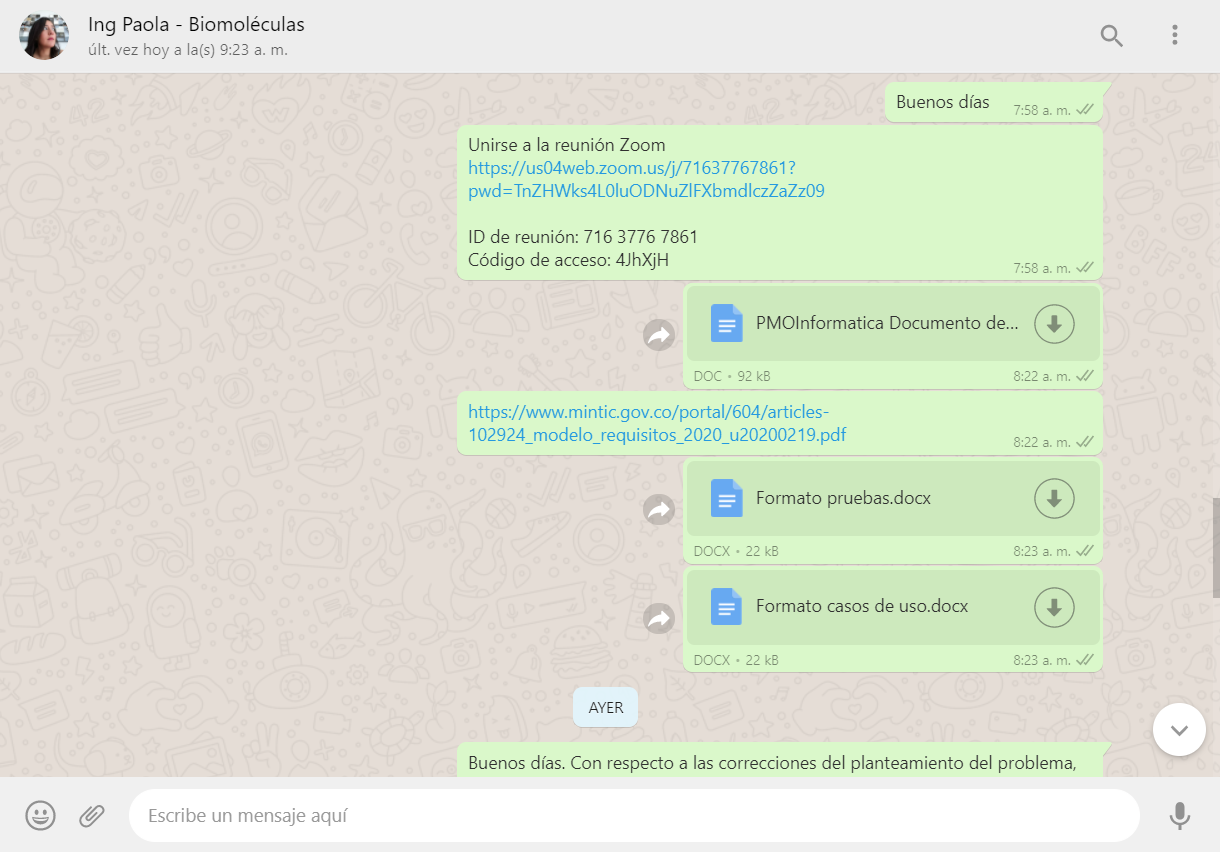 Ing Paola - Biomoléculas
últ. vez hoy a la(s) 9:23 a. m.
Buenos días
7:58 a. m.
Unirse a la reunión Zoom
https://us04web.zoom.us/j/71637767861?
pwd=TnZHWks4L0luODNuZlFXbmdlczZaZz09
ID de reunión: 716 3776 7861
Código de acceso: 4JhXjH
7:58 a. m.
PMOInformatica Documento de...
DOC • 92 kB
8:22 a. m.
https://www.mintic.gov.co/portal/604/articles-
102924_modelo_requisitos_2020_u20200219.pdf
8:22 a. m.
Formato pruebas.docx
DOCX • 22 kB
8:23 a. m.
Formato casos de uso.docx
DOCX • 22 kB
8:23 a. m.
AYER
Buenos días. Con respecto a las correcciones del planteamiento del problema,
Escribe un mensaje aquí